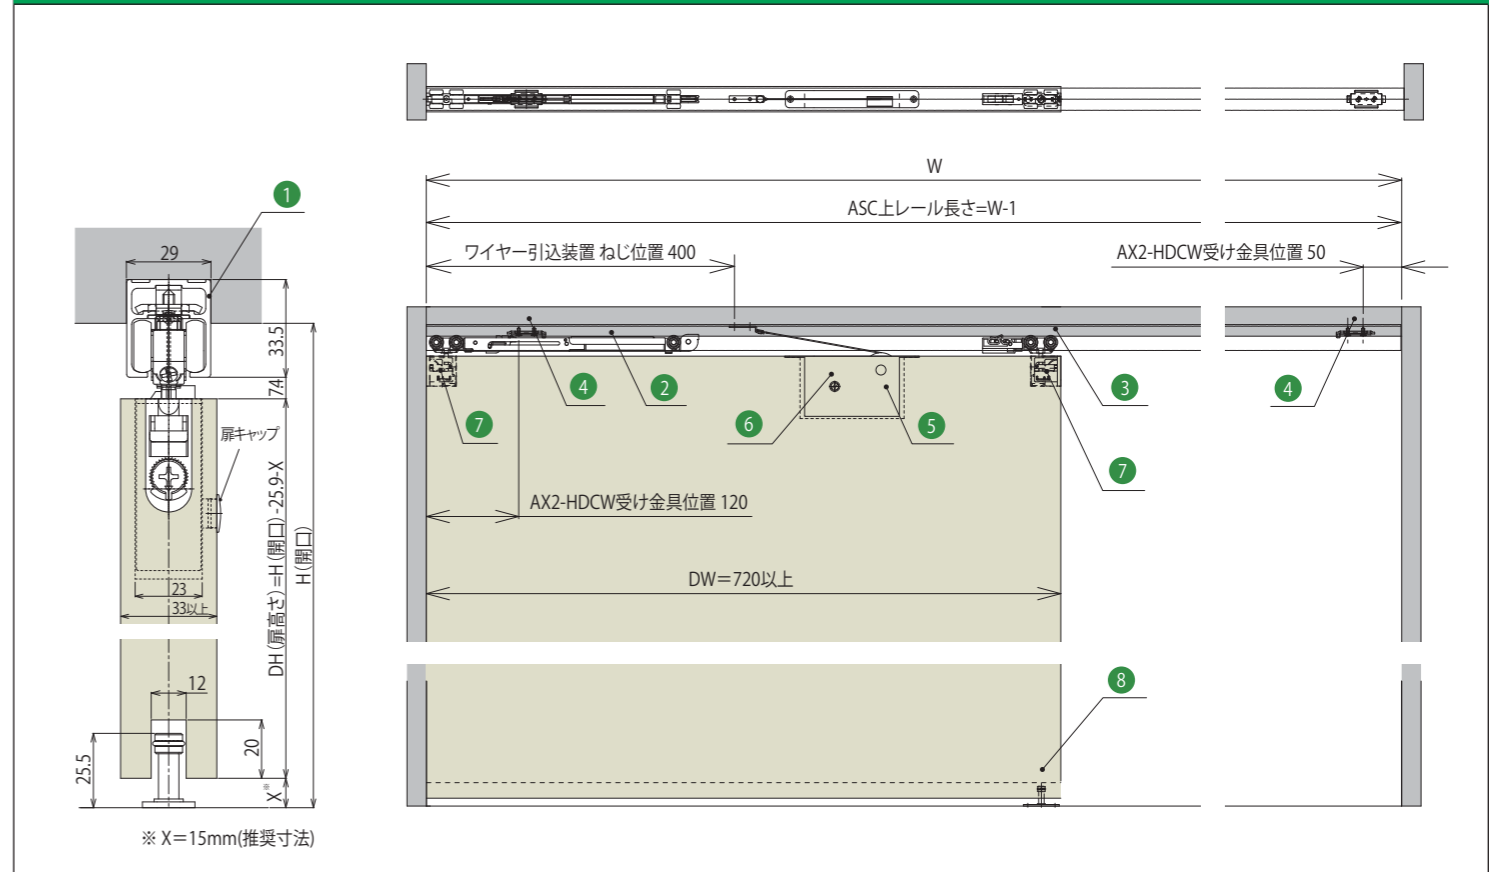 W
ASC上レール長さ=W-1
ワイヤー引込装置 ねじ位置 400
AX2-HDCW受け金具位置 50
1
29
33.5
7.4
扉キャップ
DH(扉高さ)=H(開口)-25.9-X
H(開口)
23
33以上
12
20
25.5
X※
※ X=15mm(推奨寸法)
4
2
3
4
7
6
5
7
AX2-HDCW受け金具位置 120
DW=720以上
8